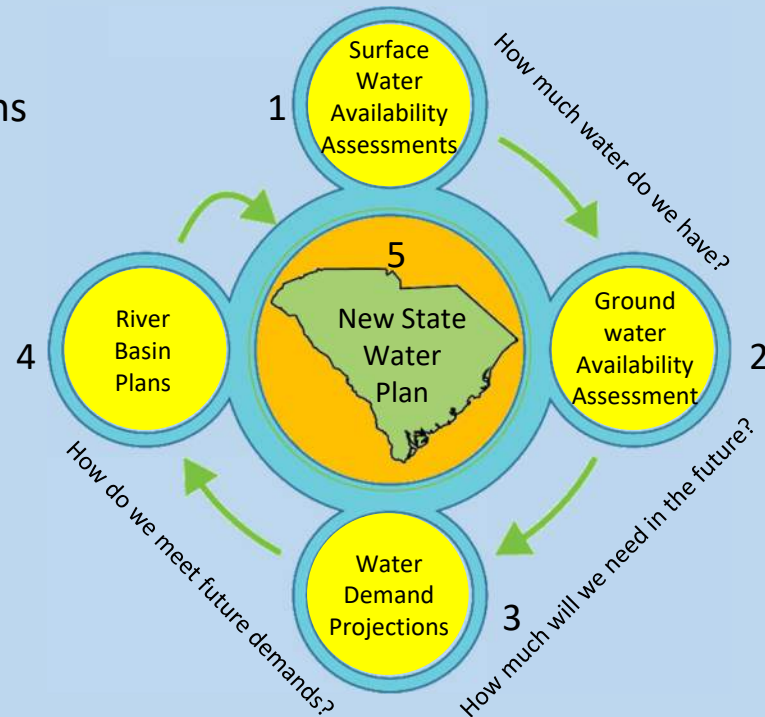 ns
1
Surface
Water
Availability
Assessments
How much water do we have?
2
Ground
water
Availability
Assessment
How much will we need in the future?
3
Water
Demand
Projections
How do we meet future demands?
4
River
Basin
Plans
5
New State
Water
Plan